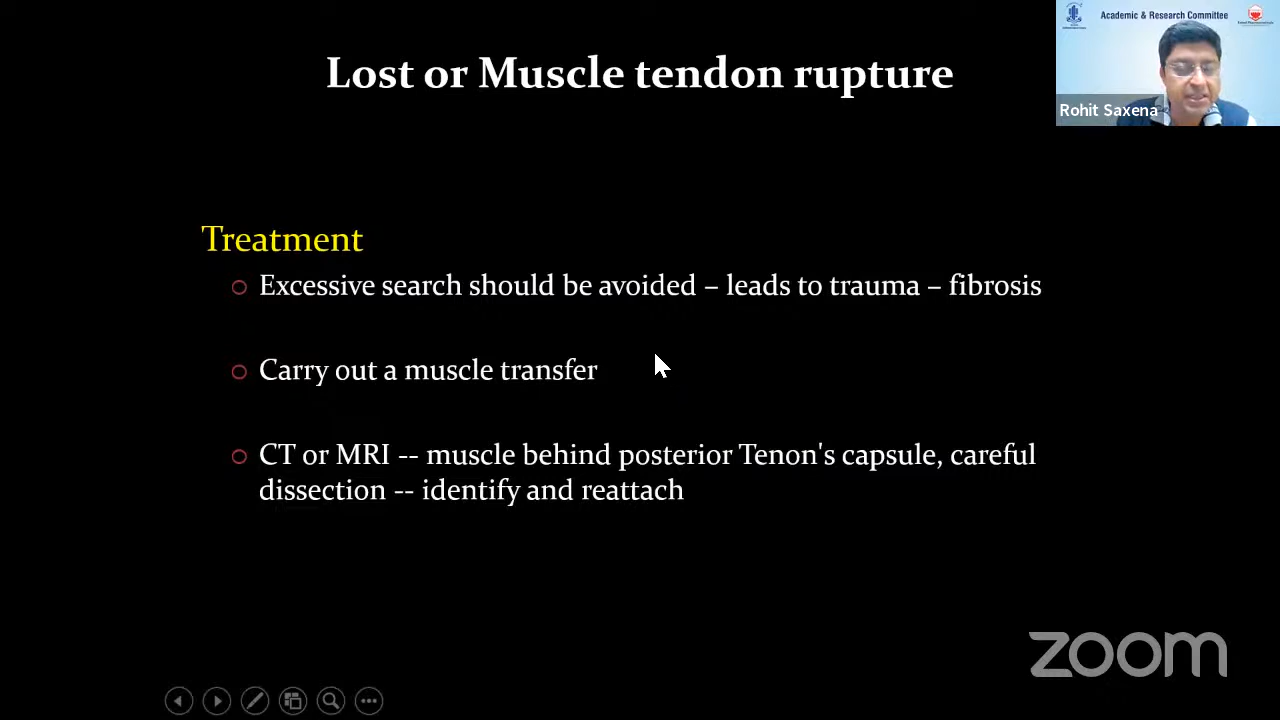 Academic & Research Committee
Lost or Muscle tendon rupture
Rohit Saxena
Treatment
Excessive search should be avoided – leads to trauma – fibrosis
Carry out a muscle transfer
CT or MRI -- muscle behind posterior Tenon's capsule, careful
dissection -- identify and reattach
zoom